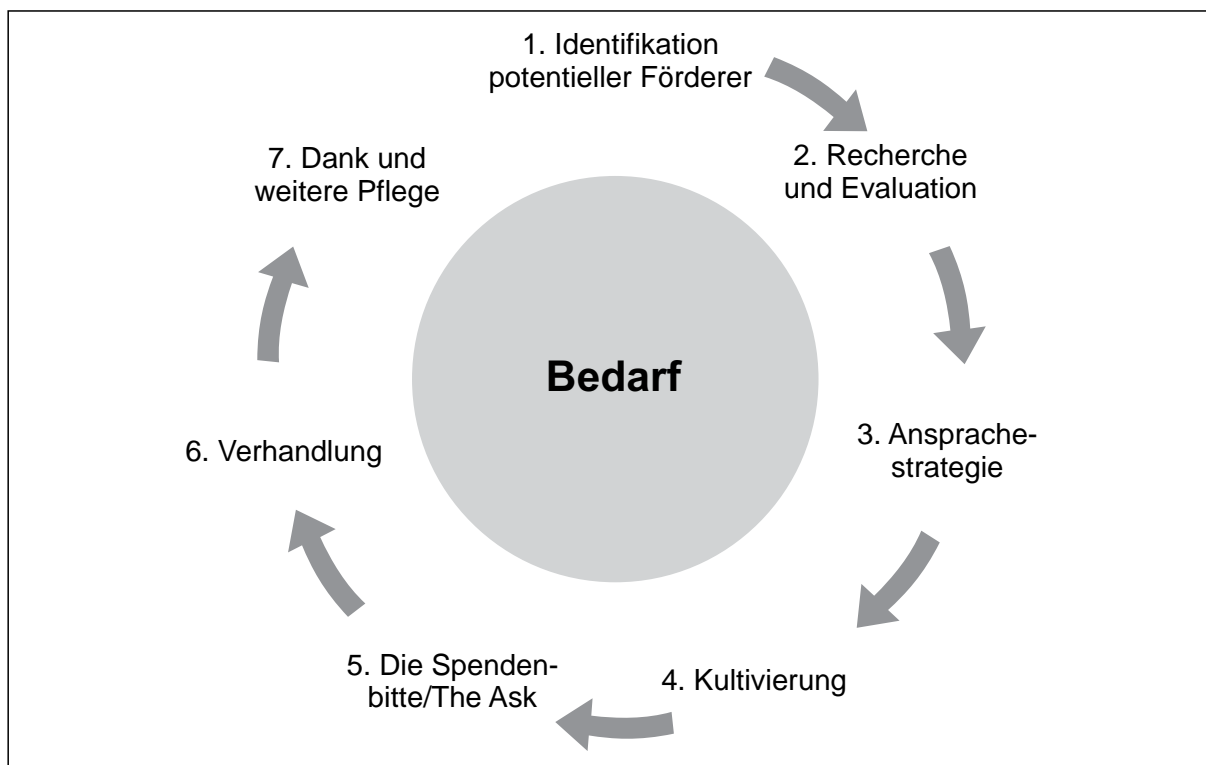 1. Identifikation
potentieller Förderer
2. Recherche
und Evaluation
3. Ansprache-
strategie
4. Kultivierung
5. Die Spenden-
bitte/The Ask
6. Verhandlung
7. Dank und
weitere Pflege
Bedarf